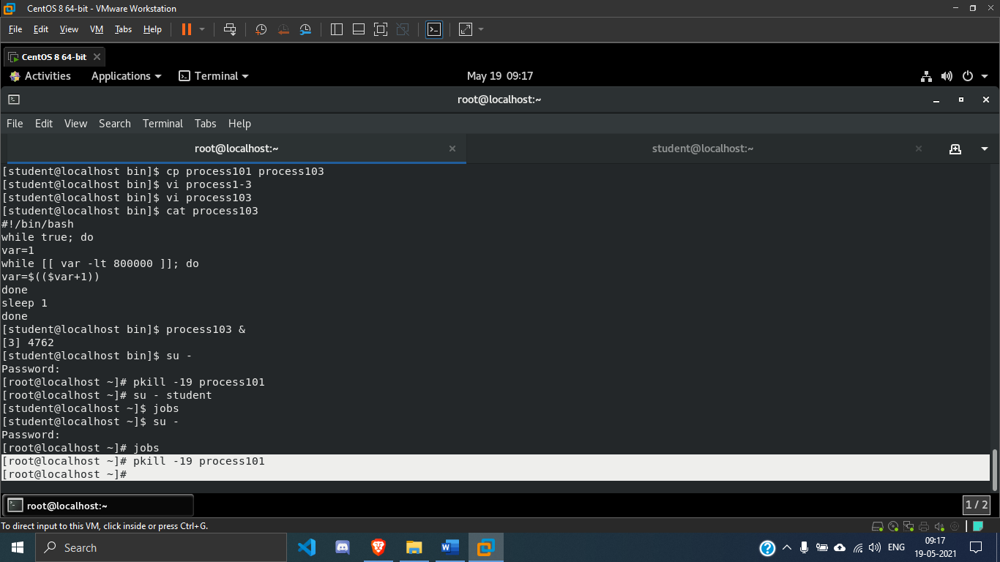 CentOS 8 64-bit - VMware Workstation
File Edit View VM Tabs Help
CentOS 8 64-bit
Activities Applications Terminal May 19 09:17
root@localhost:~
File Edit View Search Terminal Tabs Help
root@localhost:~ student@localhost:~
[student@localhost bin]$ cp process101 process103
[student@localhost bin]$ vi process1-3
[student@localhost bin]$ vi process103
[student@localhost bin]$ cat process103
#!/bin/bash
while true; do
var=1
while [[ var -lt 800000 ]]; do
var=$(($var+1))
done
sleep 1
done
[student@localhost bin]$ process103 &
[3] 4762
[student@localhost bin]$ su -
Password:
[root@localhost ~]# pkill -19 process101
[root@localhost ~]# su - student
[student@localhost ~]$ jobs
[student@localhost ~]$ su -
Password:
[root@localhost ~]# jobs
[root@localhost ~]# pkill -19 process101
[root@localhost ~]#
root@localhost:~ 1 / 2
To direct input to this VM, click inside or press Ctrl+G.
Search ENG 09:17
19-05-2021